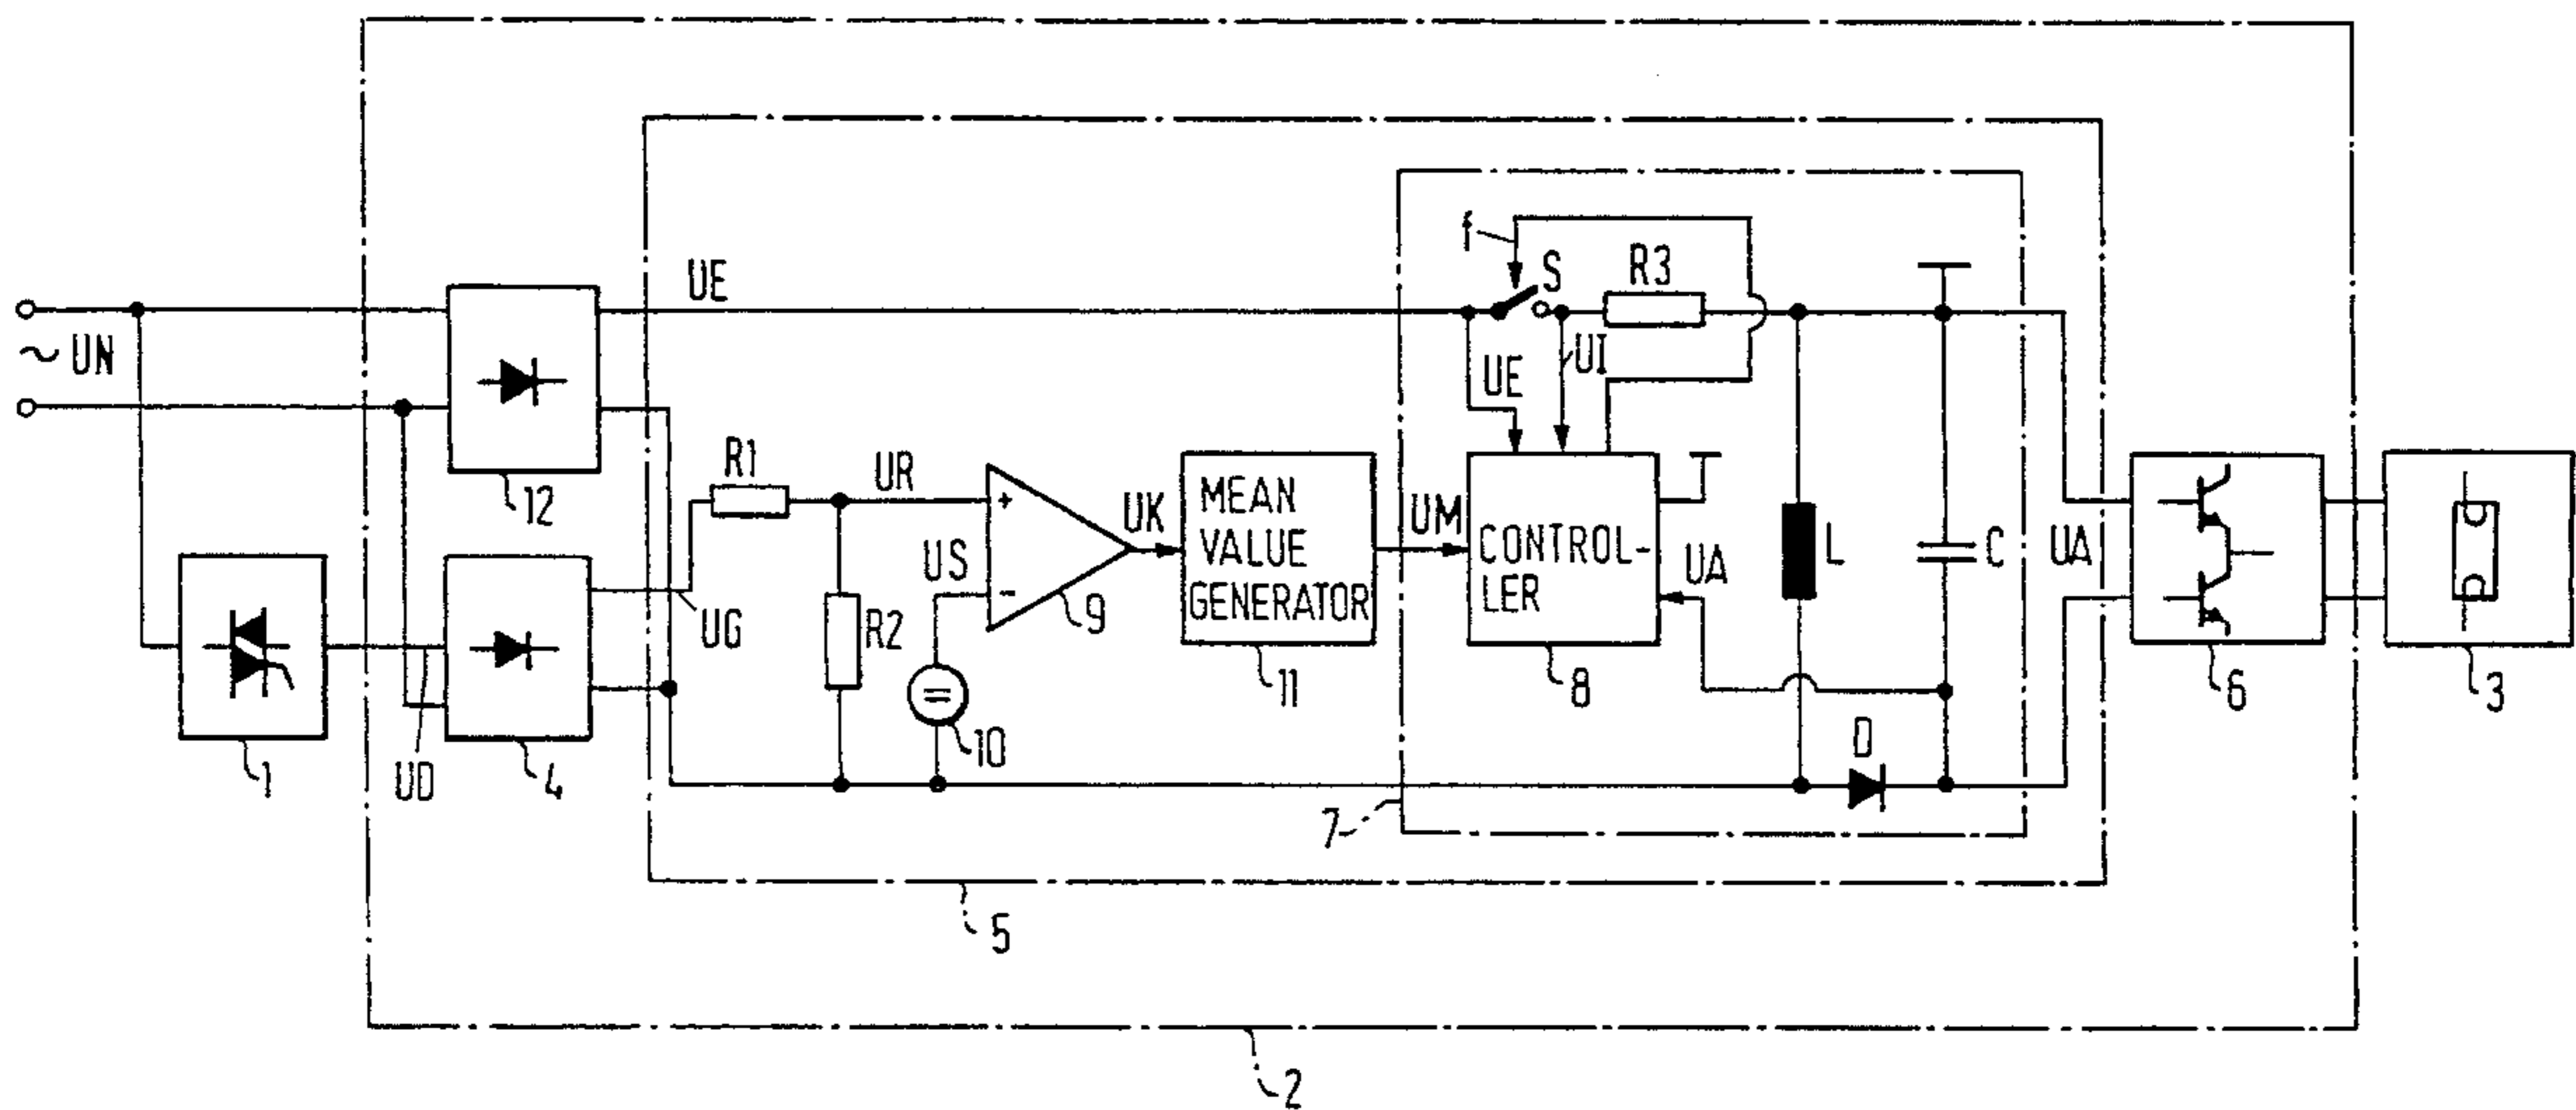 f
S
R3
UE
~ UN
UE
UI
12
R1
UR
UK
MEAN
VALUE
GENERATOR
UM
CONTROL-
LER
UA
L
C
UA
US
+
-
9
R2
UG
=
10
11
8
6
3
1
UD
4
D
7
5
2